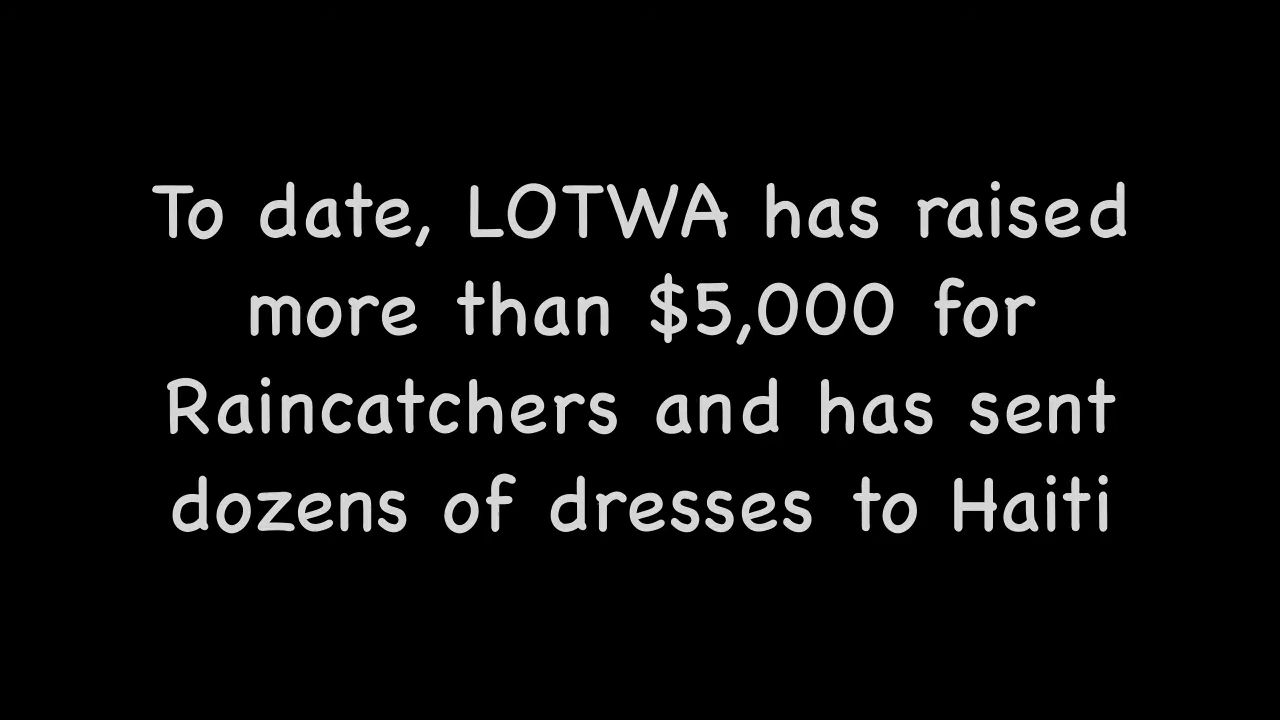 To date, LOTWA has raised
more than $5,000 for
Raincatchers and has sent
dozens of dresses to Haiti